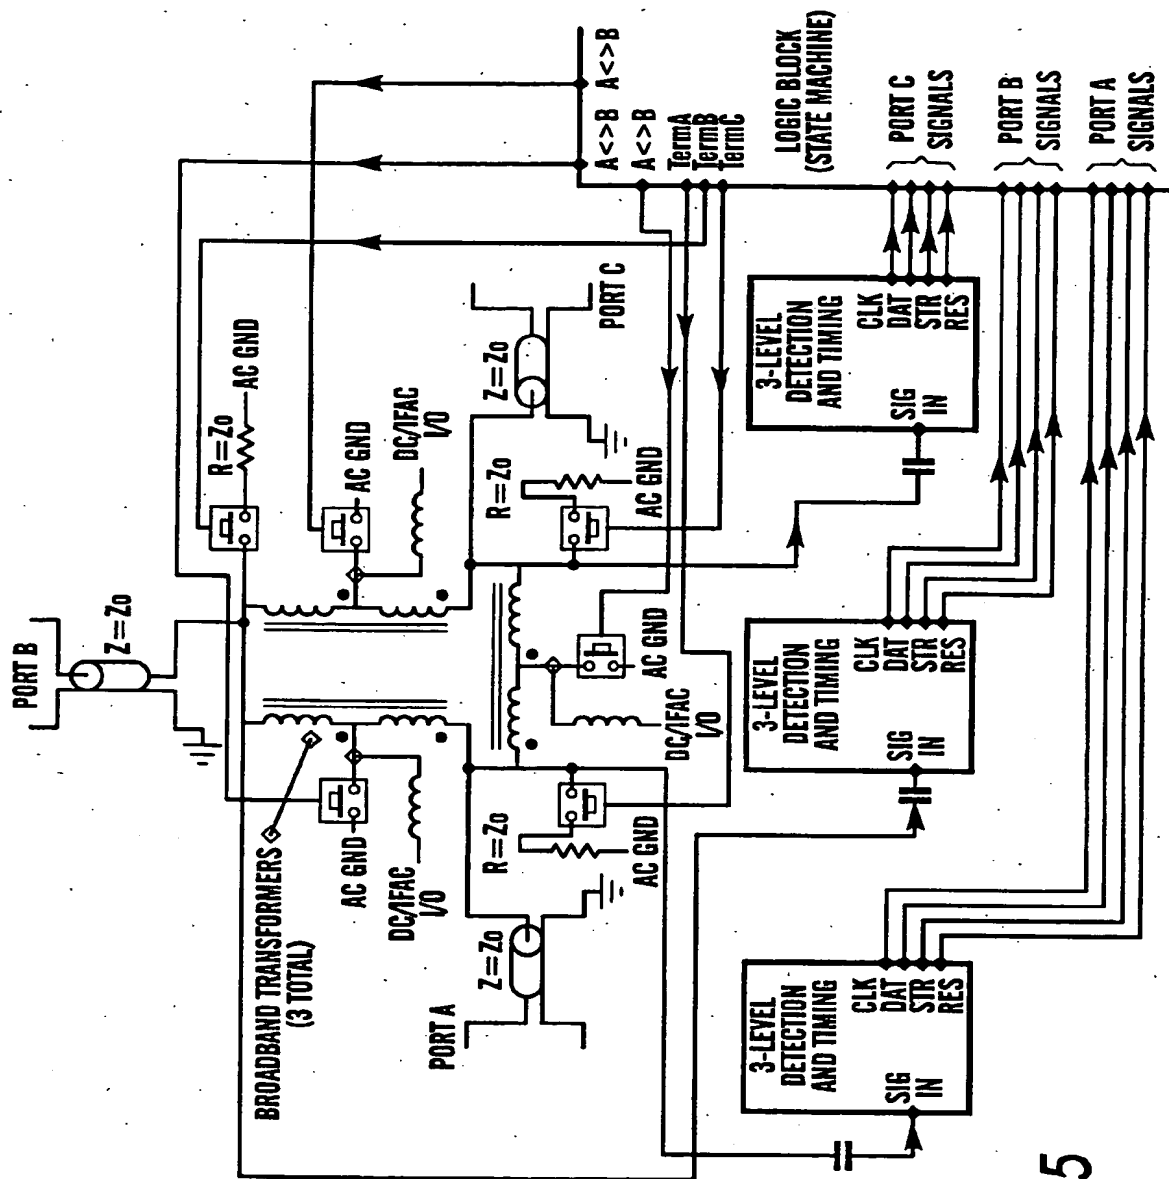 PORT B
Z=Zo
R=Zo
AC GND
A<>B
A<>B
A<>B
TermA
TermB
TermC
LOGIC BLOCK
(STATE MACHINE)
AC GND
DC/IFAC
I/O
Z=Zo
PORT C
R=Zo
AC GND
BROADBAND TRANSFORMERS
(3 TOTAL)
AC GND
DC/IFAC
I/O
AC GND
DC/IFAC
I/O
R=Zo
AC GND
Z=Zo
PORT A
3-LEVEL
DETECTION
AND TIMING
SIG
IN
CLK
DAT
STR
RES
PORT C
SIGNALS
3-LEVEL
DETECTION
AND TIMING
SIG
IN
CLK
DAT
STR
RES
PORT B
SIGNALS
3-LEVEL
DETECTION
AND TIMING
SIG
IN
CLK
DAT
STR
RES
PORT A
SIGNALS
5